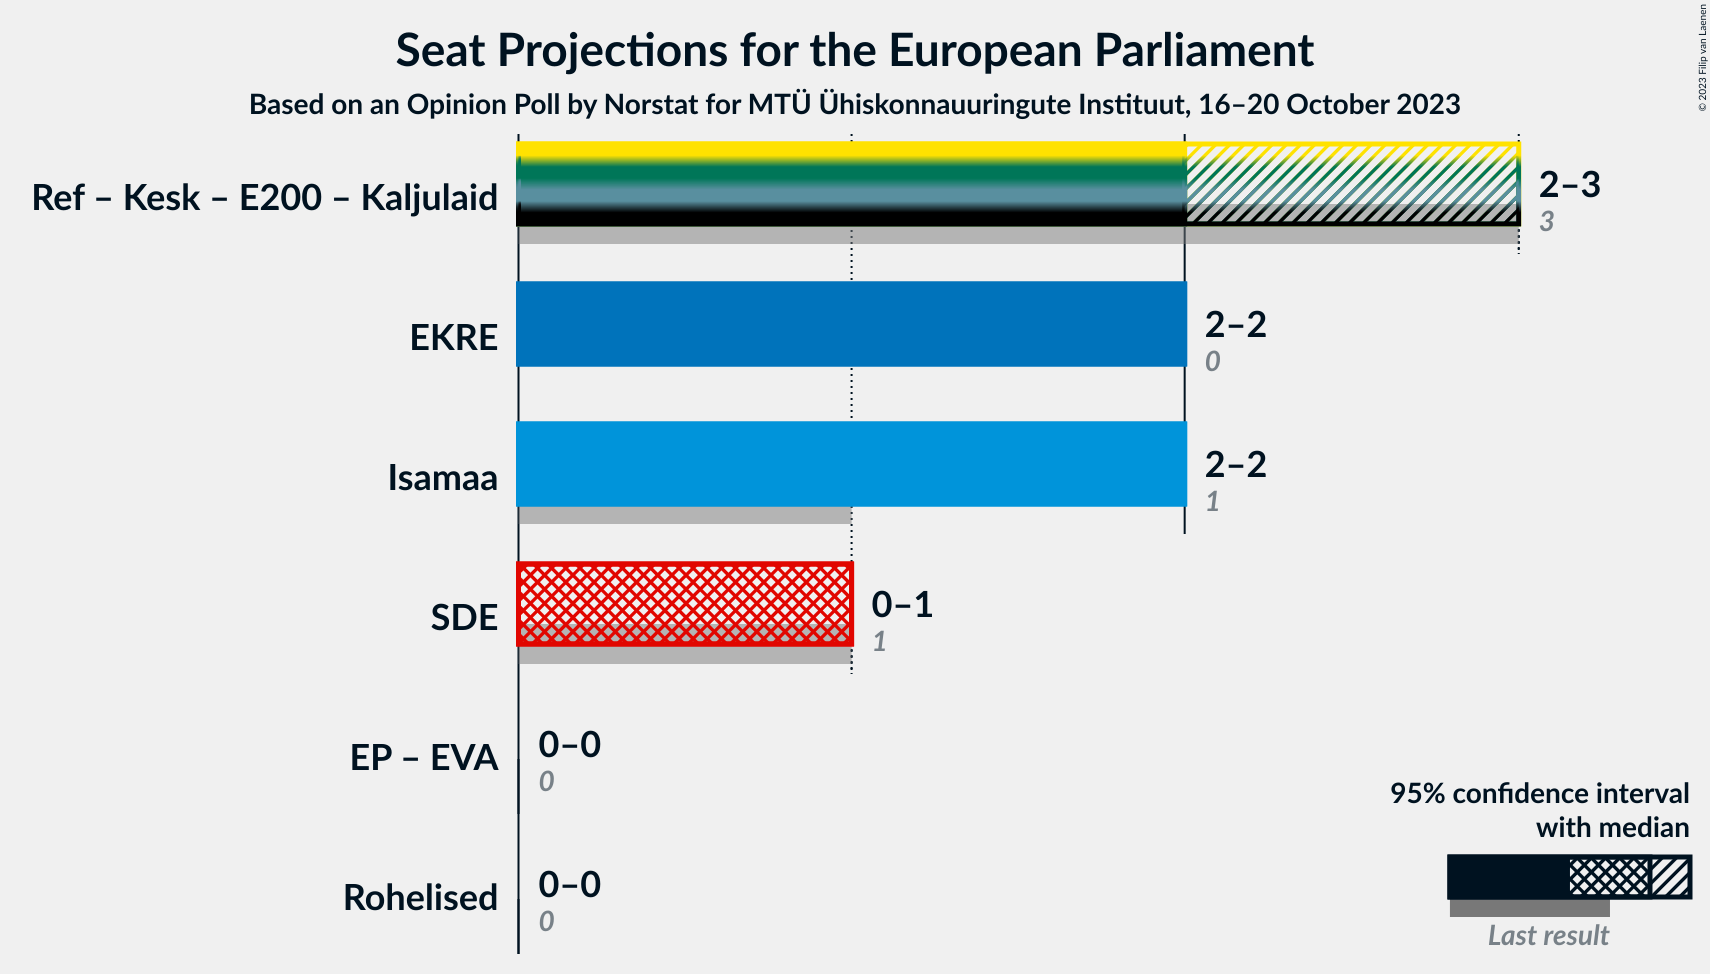 Seat Projections for the European Parliament
Based on an Opinion Poll by Norstat for MTÜ Ühiskonnauuringute Instituut, 16–20 October 2023
© 2023 Filip van Laenen
Ref – Kesk – E200 – Kaljulaid
2–3
3
EKRE
2–2
0
Isamaa
2–2
1
SDE
0–1
1
EP – EVA
0–0
0
Rohelised
0–0
0
95% confidence interval
with median
Last result